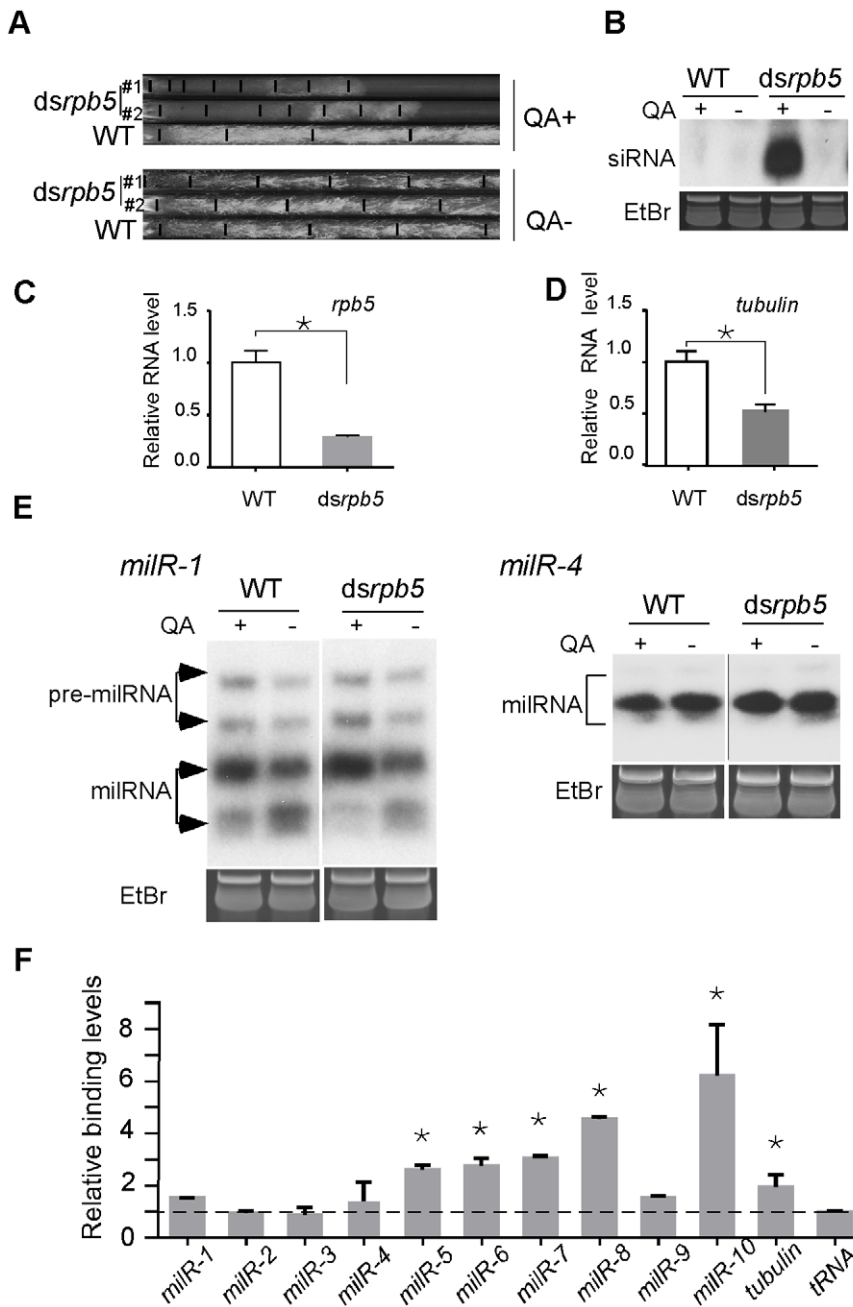 A
dsrpb5 #1
#2
WT
QA+
dsrpb5 #1
#2
WT
QA-
B
WT dsrpb5
QA + - + -
siRNA
EtBr
C
Relative RNA level
1.5
1.0
0.5
0.0
rpb5
*
WT dsrpb5
D
Relative RNA level
1.5
1.0
0.5
0.0
tubulin
*
WT dsrpb5
E
milR-1
WT dsrpb5
QA + - + -
pre-milRNA
milRNA
EtBr
milR-4
WT dsrpb5
QA + - + -
milRNA
EtBr
F
Relative binding levels
8
6
4
2
0
* * * * * *
milR-1 milR-2 milR-3 milR-4 milR-5 milR-6 milR-7 milR-8 milR-9 milR-10 tubulin tRNA